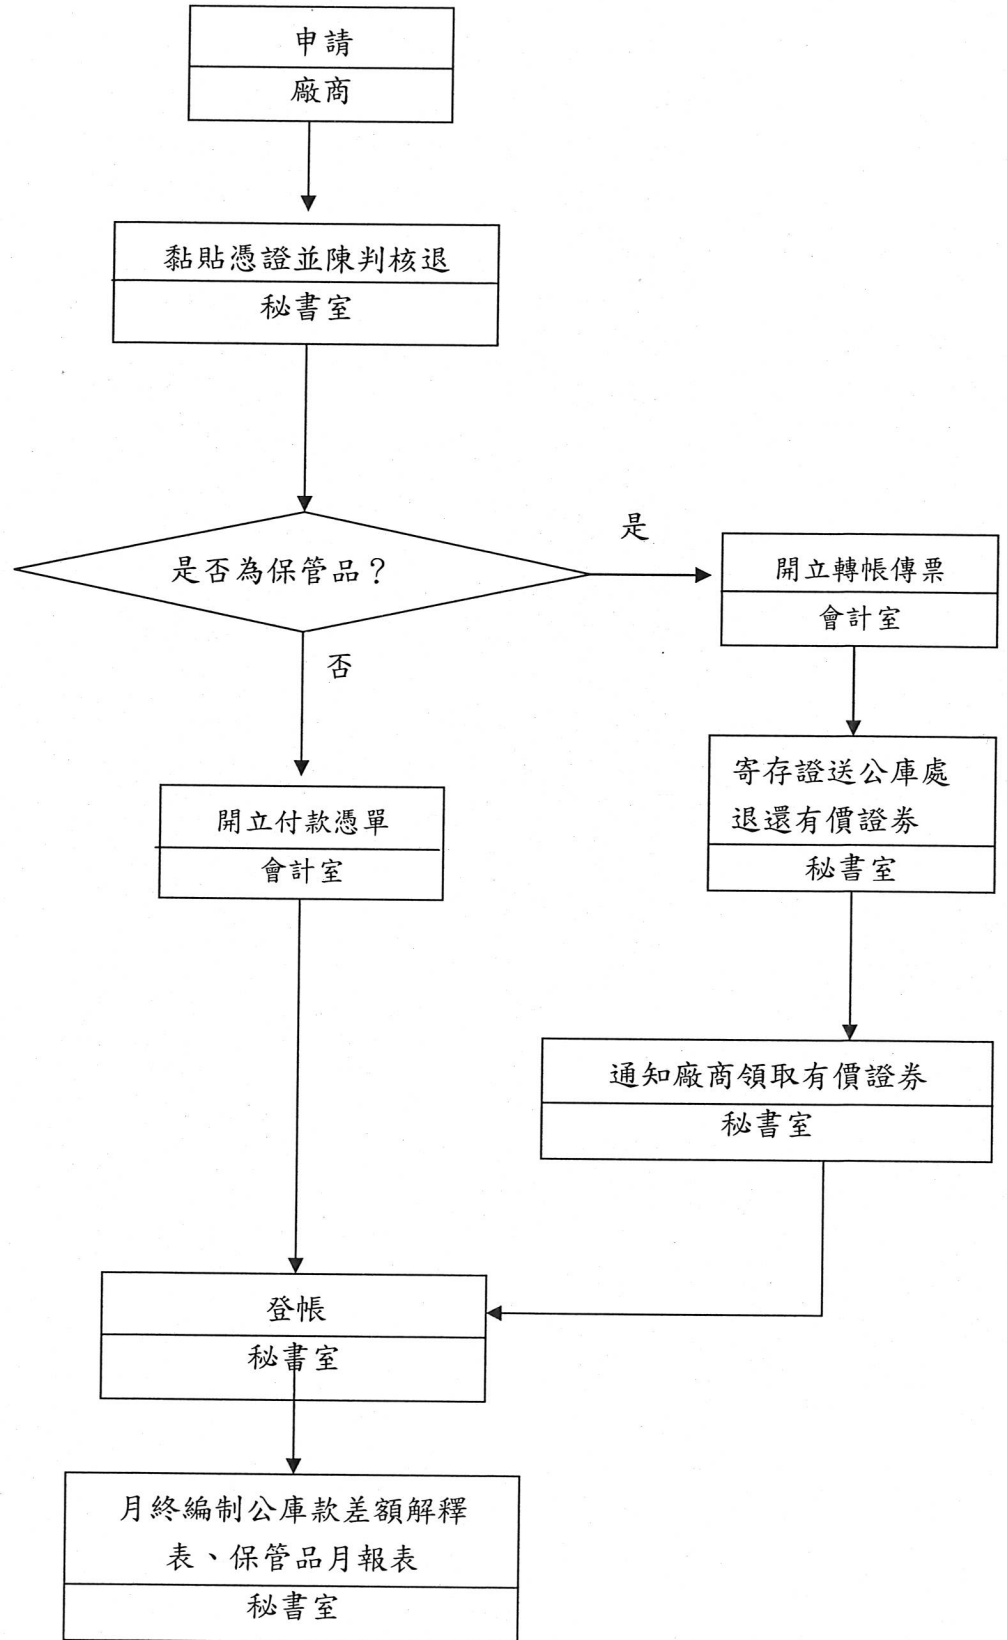 申請
廠商
黏貼憑證並陳判核退
秘書室
是否為保管品？
是
開立轉帳傳票
會計室
否
寄存證送公庫處
退還有價證券
秘書室
開立付款憑單
會計室
通知廠商領取有價證券
秘書室
登帳
秘書室
月終編制公庫款差額解釋
表、保管品月報表
秘書室